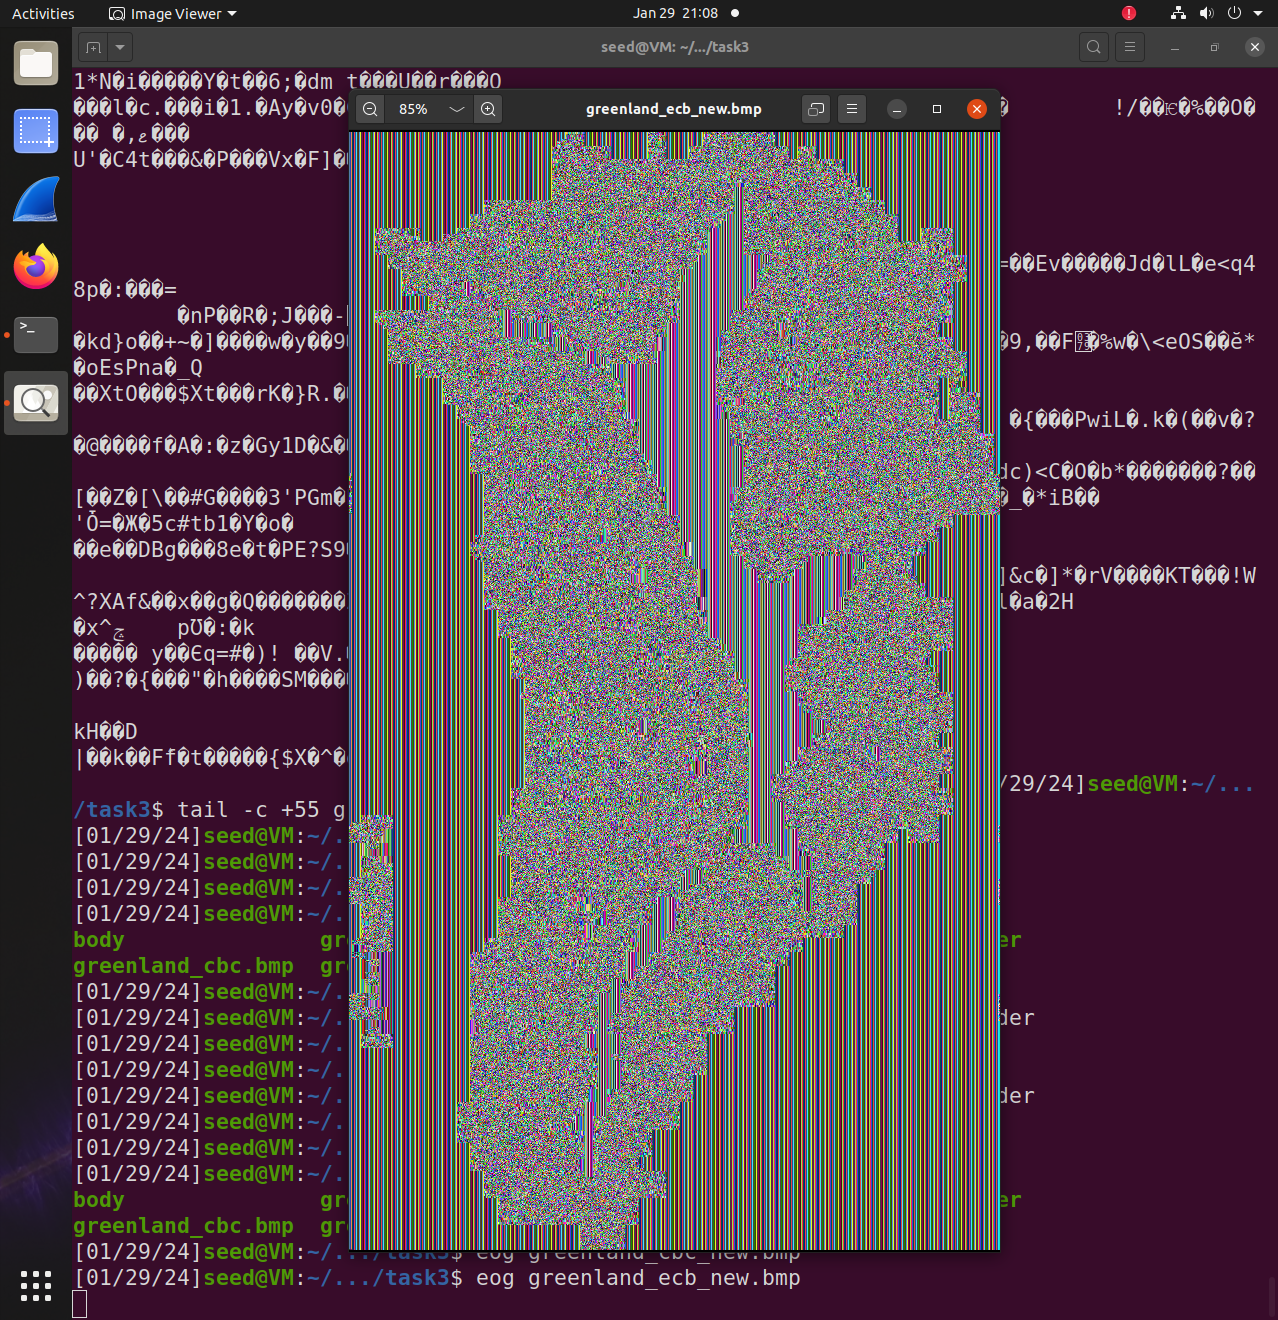 Activities
Image Viewer
Jan 29 21:08
seed@VM: ~/.../task3
85%
greenland_ecb_new.bmp
1*N�i�����Y�t��6;�dm t���U��r���O
���l�c.���i�1.�Ay�v0�
!/��
�%��O�
�� �,
���
U'�C4t���&�P���Vx�F]�
=��Ev�����Jd�lL�e<q4
8p�:���=
�nP��R�;J���-
�kd}o��+~�]����w�y��9
�9,��F
�%w�\<eOS��ĕ*
�oEsPna�_Q
��XtO���$Xt���rK�}R.��
�{���PwiL�.k�(��v�?
�@����f�A�:�z�Gy1D�&�
dc)<C�O�b*�������?��
[��Z�[\��#G����3'PGm�
�_�*iB��
'Ǒ=�Ж�5c#tb1�Y�o�
��e��DBg���8e�t�PE?S9
]&c�]*�rV����KT���!W
^?XAf&��x��g�Q��������
l�a�2H
�x^
pƱ�:�k
����� y��Єq=#�)! ��V.
)��?�{���"�h����SM����
kH��D
|��k��Ff�t�����{$X�^�
/29/24]seed@VM:~/...
/task3$ tail -c +55 g
[01/29/24]seed@VM:~/.
[01/29/24]seed@VM:~/.
[01/29/24]seed@VM:~/.
[01/29/24]seed@VM:~/.
body gre er
greenland_cbc.bmp gr
[01/29/24]seed@VM:~/.
[01/29/24]seed@VM:~/. der
[01/29/24]seed@VM:~/.
[01/29/24]seed@VM:~/.
[01/29/24]seed@VM:~/. der
[01/29/24]seed@VM:~/.
[01/29/24]seed@VM:~/.
[01/29/24]seed@VM:~/.
body gre er
greenland_cbc.bmp gr
[01/29/24]seed@VM:~/.../task3$ eog greenland_cbc_new.bmp
[01/29/24]seed@VM:~/.../task3$ eog greenland_ecb_new.bmp